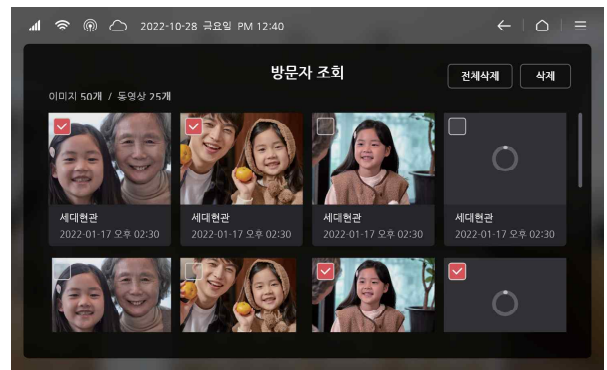 2022-10-28 금요일 PM 12:40
방문자 조회
전체삭제
삭제
이미지 50개 / 동영상 25개
세대현관
2022-01-17 오후 02:30
세대현관
2022-01-17 오후 02:30
세대현관
2022-01-17 오후 02:30
세대현관
2022-01-17 오후 02:30